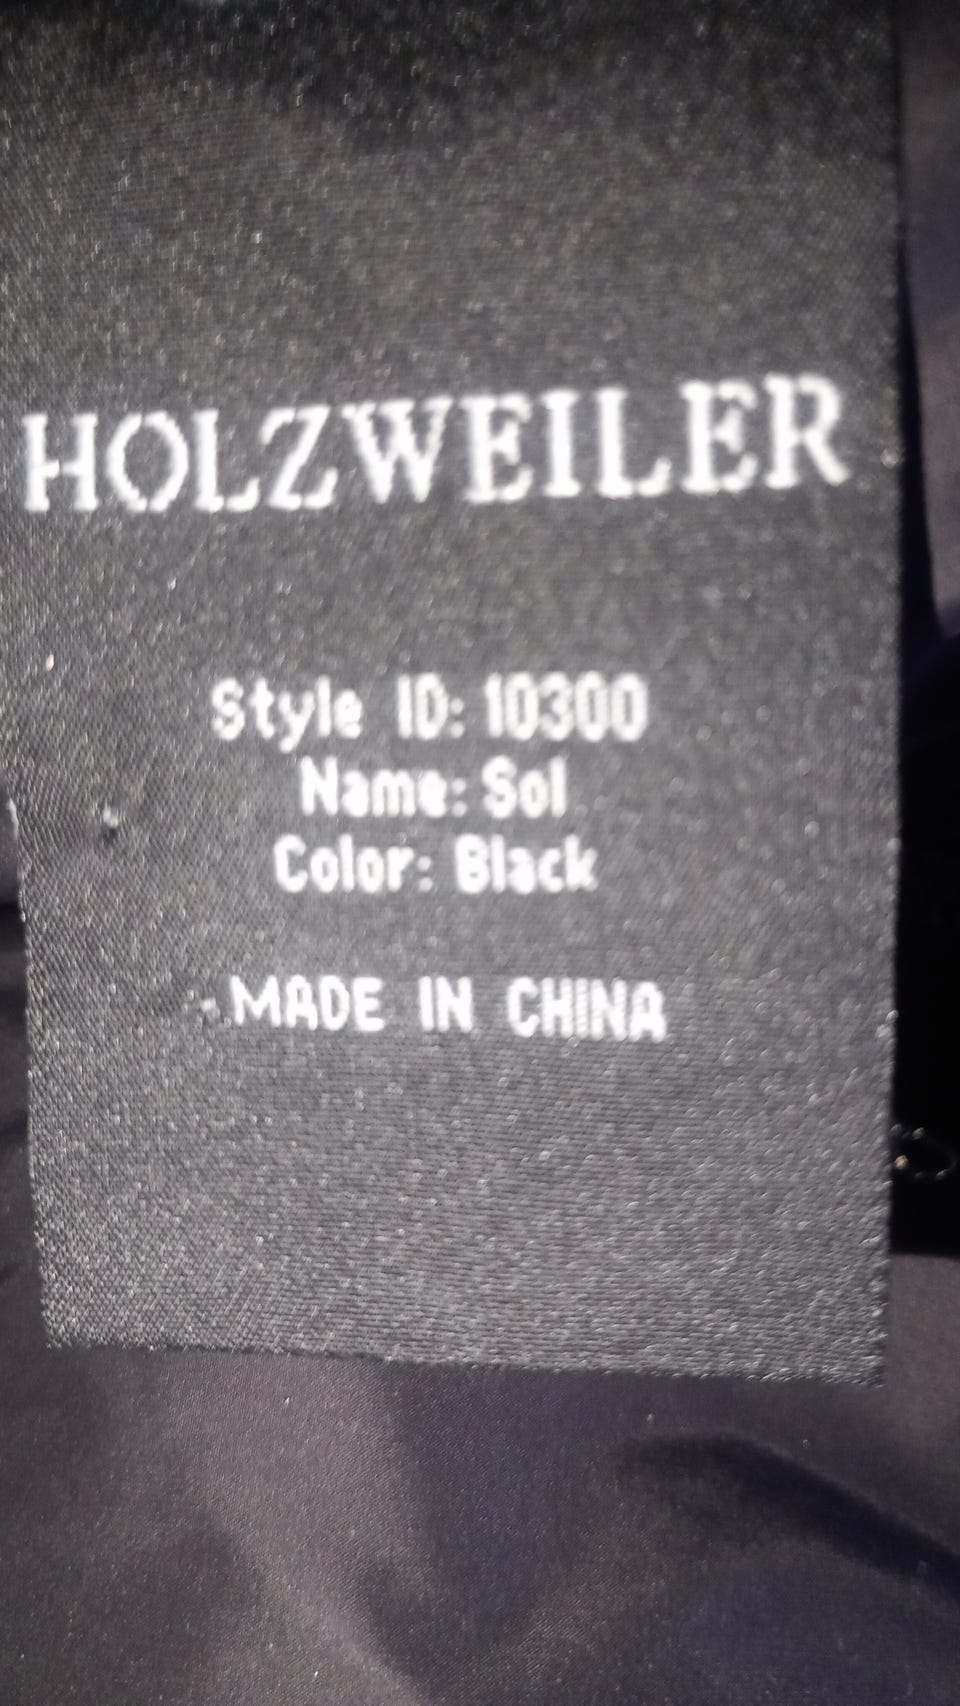 HOLZWEILER
Style ID: 10300
Name: Sol
Color: Black
MADE IN CHINA